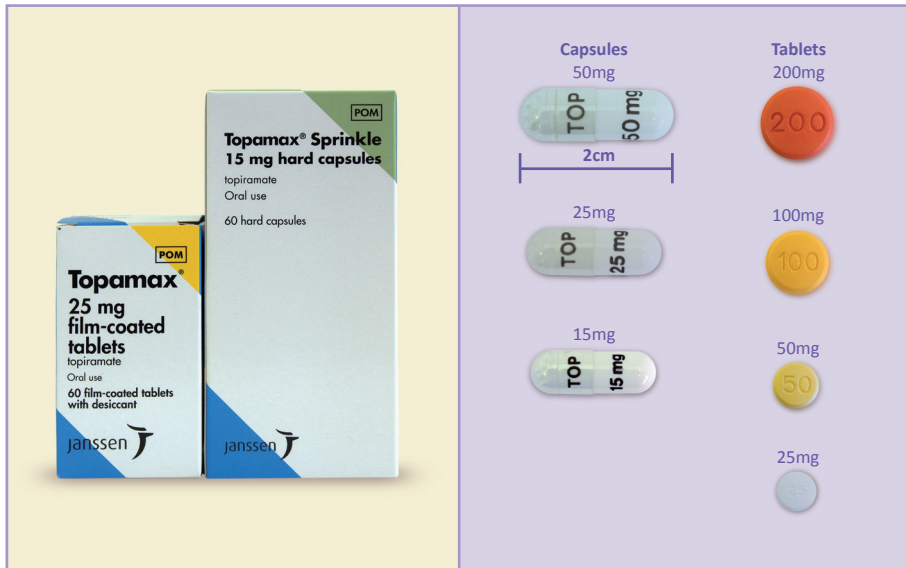 POM
Topamax® Sprinkle
15 mg hard capsules
topiramate
Oral use
60 hard capsules
janssen
POM
Topamax®
25 mg
film-coated
tablets
topiramate
Oral use
60 film-coated tablets
with desiccant
janssen
Capsules
50mg
TOP
50 mg
2cm
25mg
TOP
25 mg
15mg
TOP
15 mg
Tablets
200mg
200
100mg
100
50mg
50
25mg
25